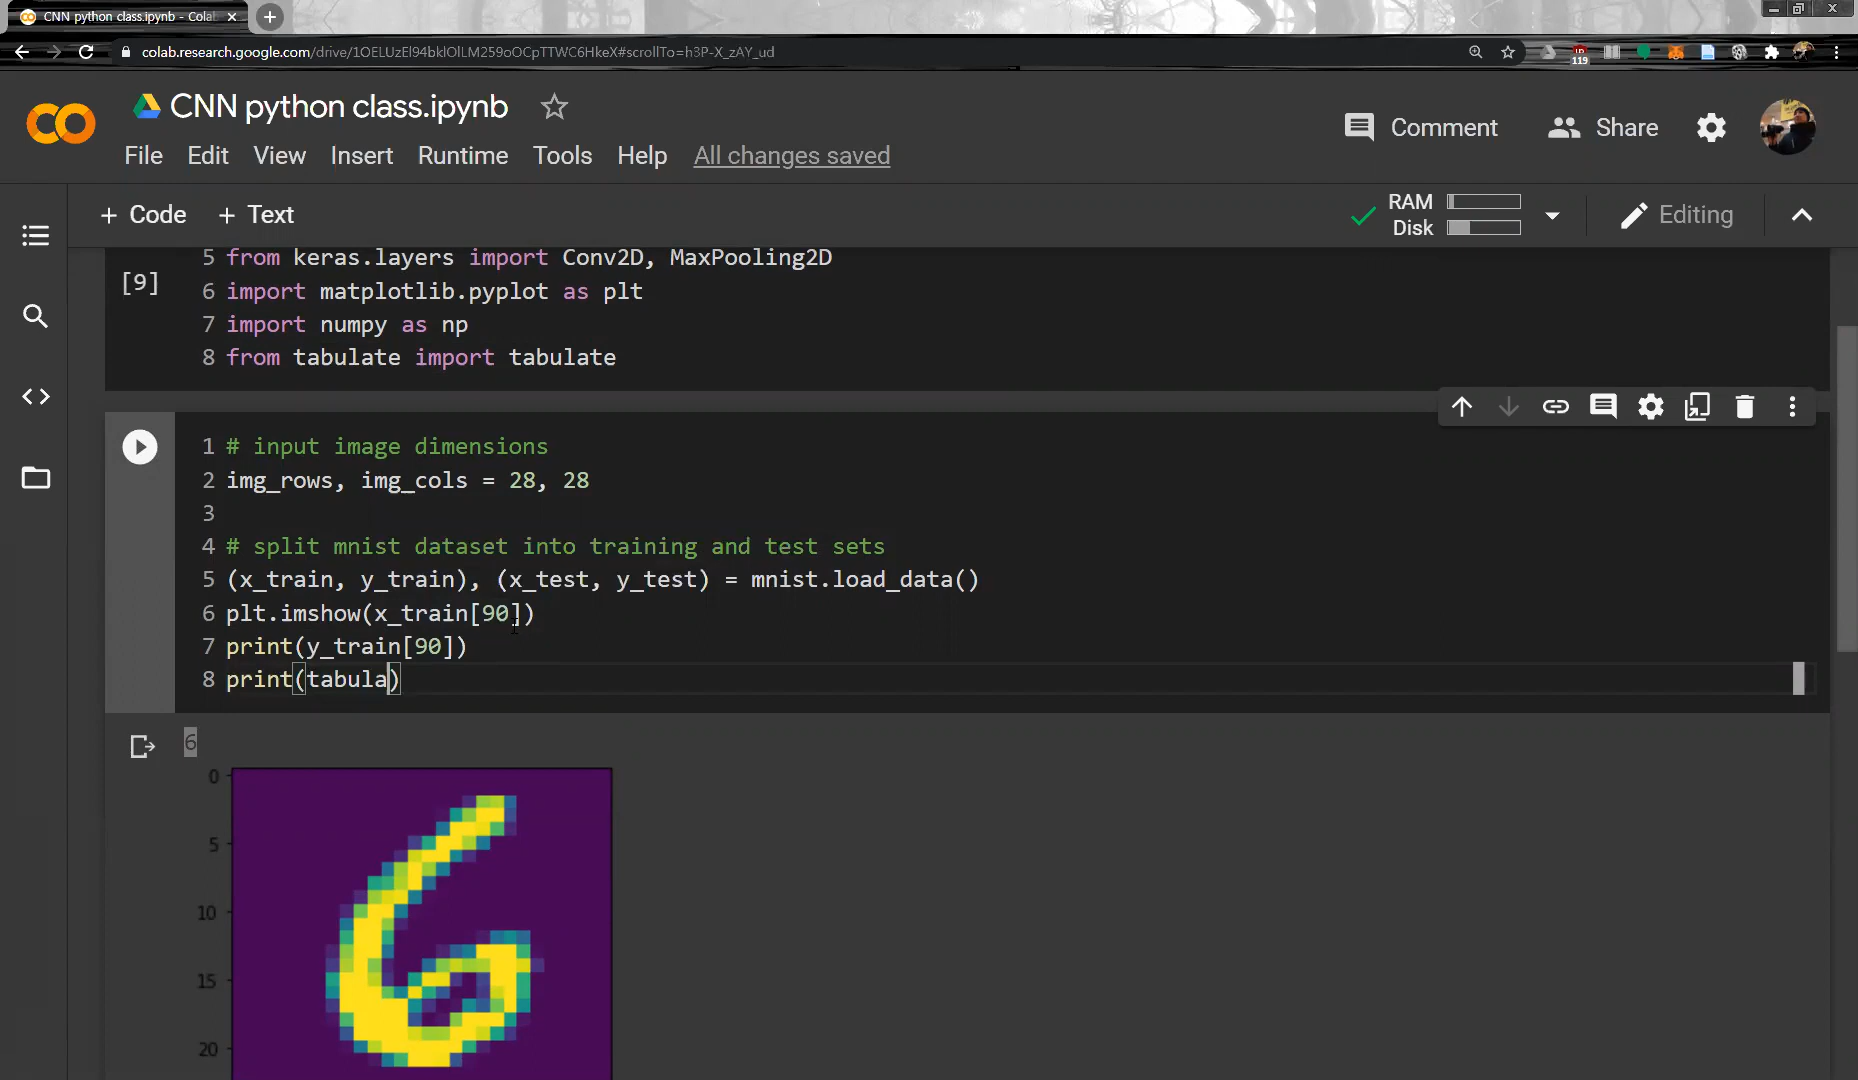 CNN python class.ipynb - Colab
colab.research.google.com/drive/1OELUzEl94bklOlLM259oOCpTTWC6HkeX#scrollTo=h3P-X_zAY_ud
119
CNN python class.ipynb
Comment
Share
File Edit View Insert Runtime Tools Help All changes saved
+ Code + Text
RAM
Disk
Editing
[9]
5 from keras.layers import Conv2D, MaxPooling2D
6 import matplotlib.pyplot as plt
7 import numpy as np
8 from tabulate import tabulate
1 # input image dimensions
2 img_rows, img_cols = 28, 28
3
4 # split mnist dataset into training and test sets
5 (x_train, y_train), (x_test, y_test) = mnist.load_data()
6 plt.imshow(x_train[90])
7 print(y_train[90])
8 print(tabula)
6
0
5
10
15
20